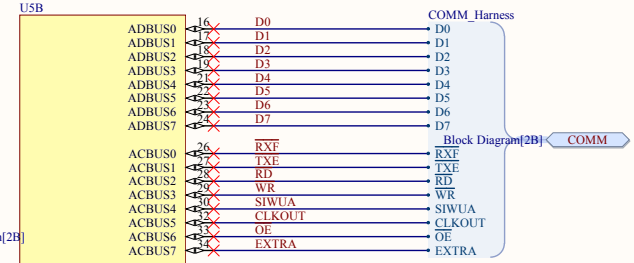 U5B
COMM_Harness
ADBUS0 16 D0 D0
ADBUS1 17 D1 D1
ADBUS2 18 D2 D2
ADBUS3 19 D3 D3
ADBUS4 21 D4 D4
ADBUS5 22 D5 D5
ADBUS6 23 D6 D6
ADBUS7 24 D7 D7
Block Diagram[2B] COMM
ACBUS0 26 RXF RXF
ACBUS1 27 TXE TXE
ACBUS2 28 RD RD
ACBUS3 29 WR WR
ACBUS4 30 SIWUA SIWUA
ACBUS5 32 CLKOUT CLKOUT
[2B] ACBUS6 33 OE OE
ACBUS7 34 EXTRA EXTRA